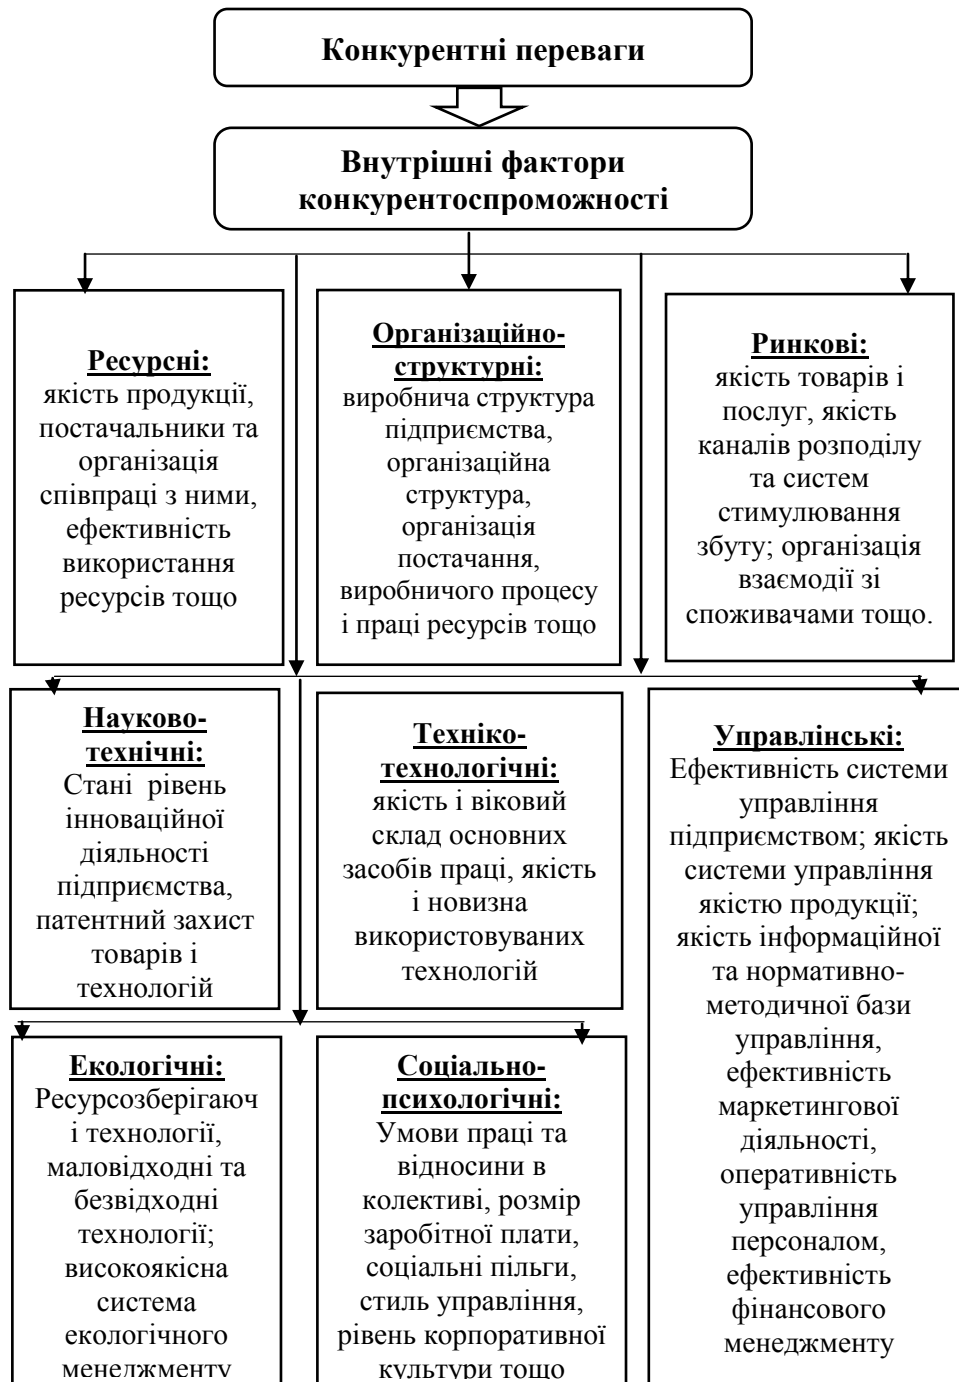 Конкурентні переваги
Внутрішні фактори
конкурентоспроможності
Ресурсні:
якість продукції,
постачальники та
організація
співпраці з ними,
ефективність
використання
ресурсів тощо
Організаційно-
структурні:
виробнича структура
підприємства,
організаційна
структура,
організація
постачання,
виробничого процесу
і праці ресурсів тощо
Ринкові:
якість товарів і
послуг, якість
каналів розподілу
та систем
стимулювання
збуту; організація
взаємодії зі
споживачами тощо.
Науково-
технічні:
Стані  рівень
інноваційної
діяльності
підприємства,
патентний захист
товарів і
технологій
Техніко-
технологічні:
якість і віковий
склад основних
засобів праці, якість
і новизна
використовуваних
технологій
Управлінські:
Ефективність системи
управління
підприємством; якість
системи управління
якістю продукції;
якість інформаційної
та нормативно-
методичної бази
управління,
ефективність
маркетингової
діяльності,
оперативність
управління
персоналом,
ефективність
фінансового
менеджменту
Екологічні:
Ресурсозберігаюч
і технології,
маловідходні та
безвідходні
технології;
високоякісна
система
екологічного
менеджменту
Соціально-
психологічні:
Умови праці та
відносини в
колективі, розмір
заробітної плати,
соціальні пільги,
стиль управління,
рівень корпоративної
культури тощо